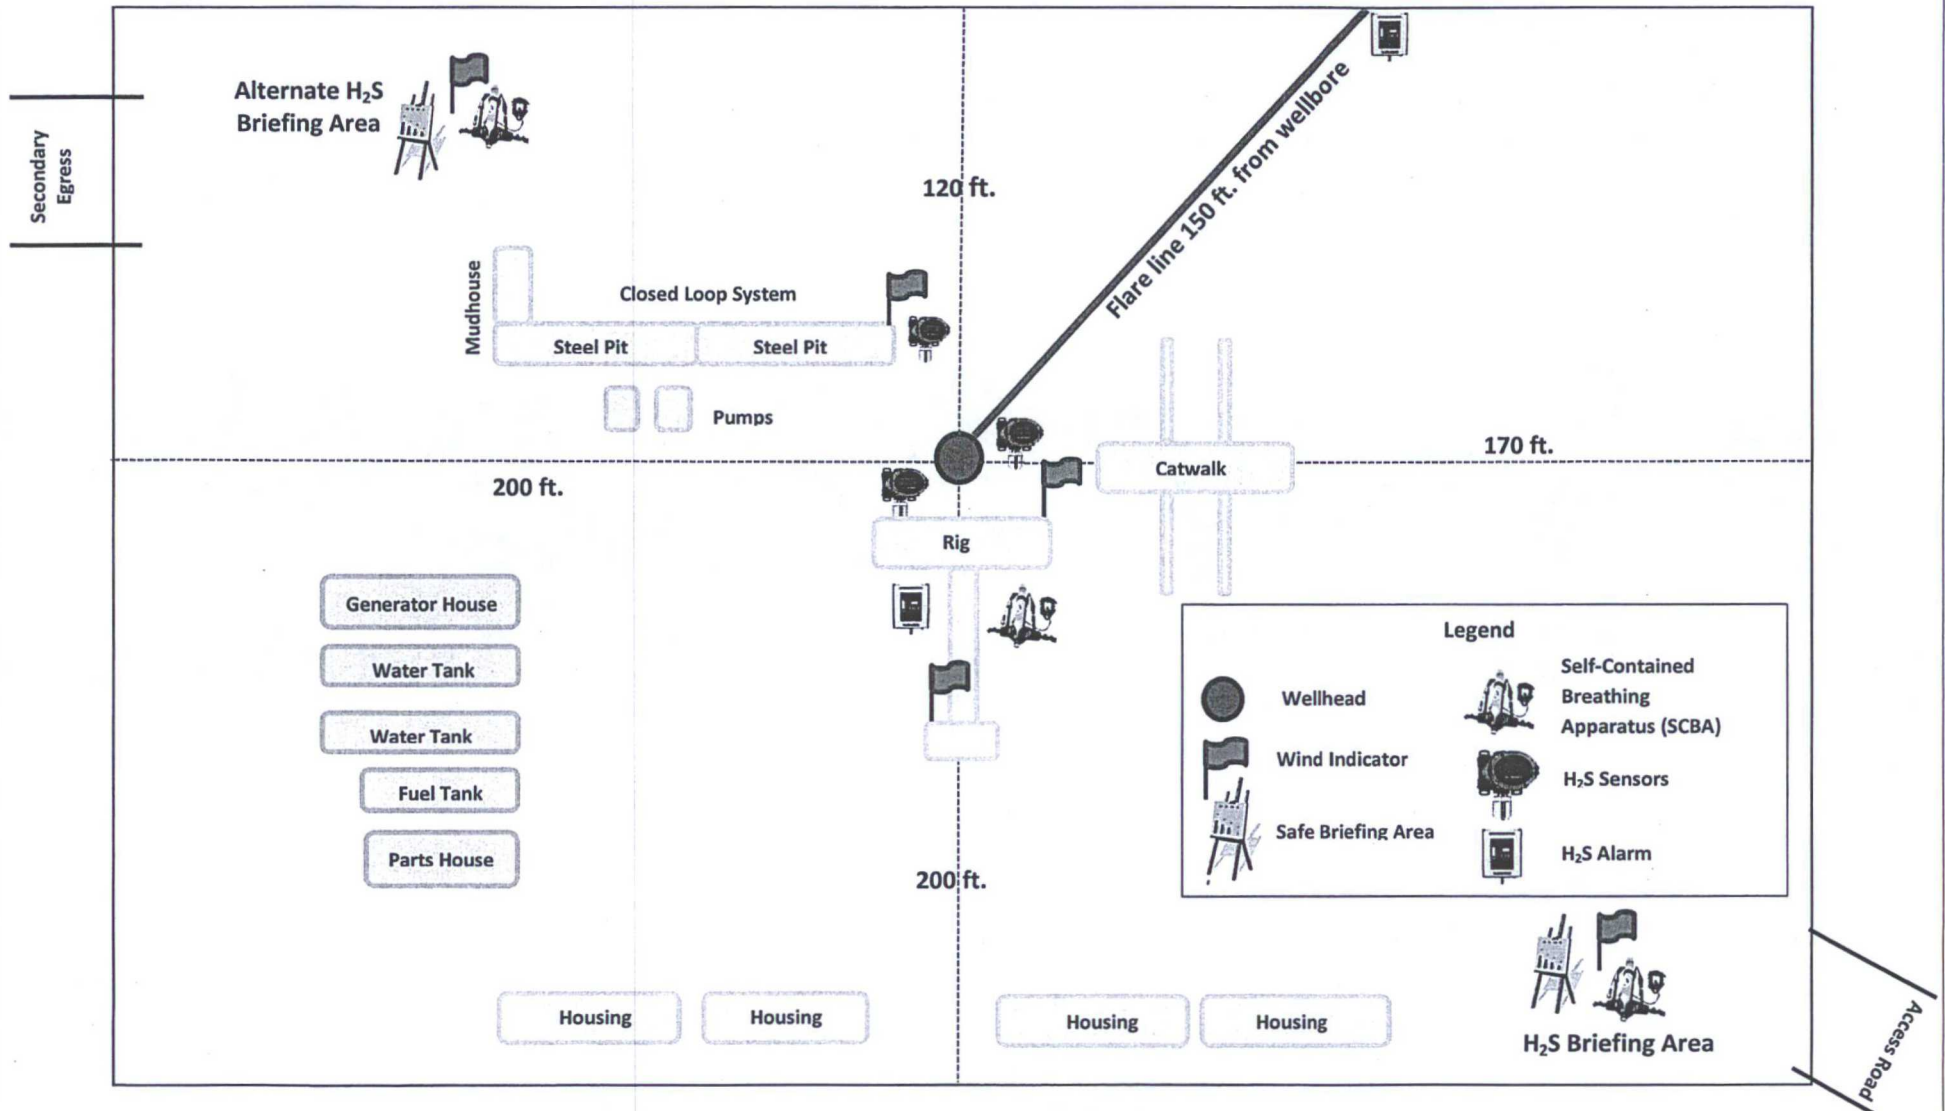 Alternate H₂S
Briefing Area
Secondary
Egress
120 ft.
Flare line 150 ft. from wellbore
Mudhouse
Closed Loop System
Steel Pit
Steel Pit
Pumps
170 ft.
Catwalk
200 ft.
Rig
Generator House
Water Tank
Water Tank
Fuel Tank
Parts House
Legend
Wellhead
Self-Contained
Breathing
Apparatus (SCBA)
Wind Indicator
H₂S Sensors
Safe Briefing Area
H₂S Alarm
200 ft.
Housing
Housing
Housing
Housing
H₂S Briefing Area
Access Road